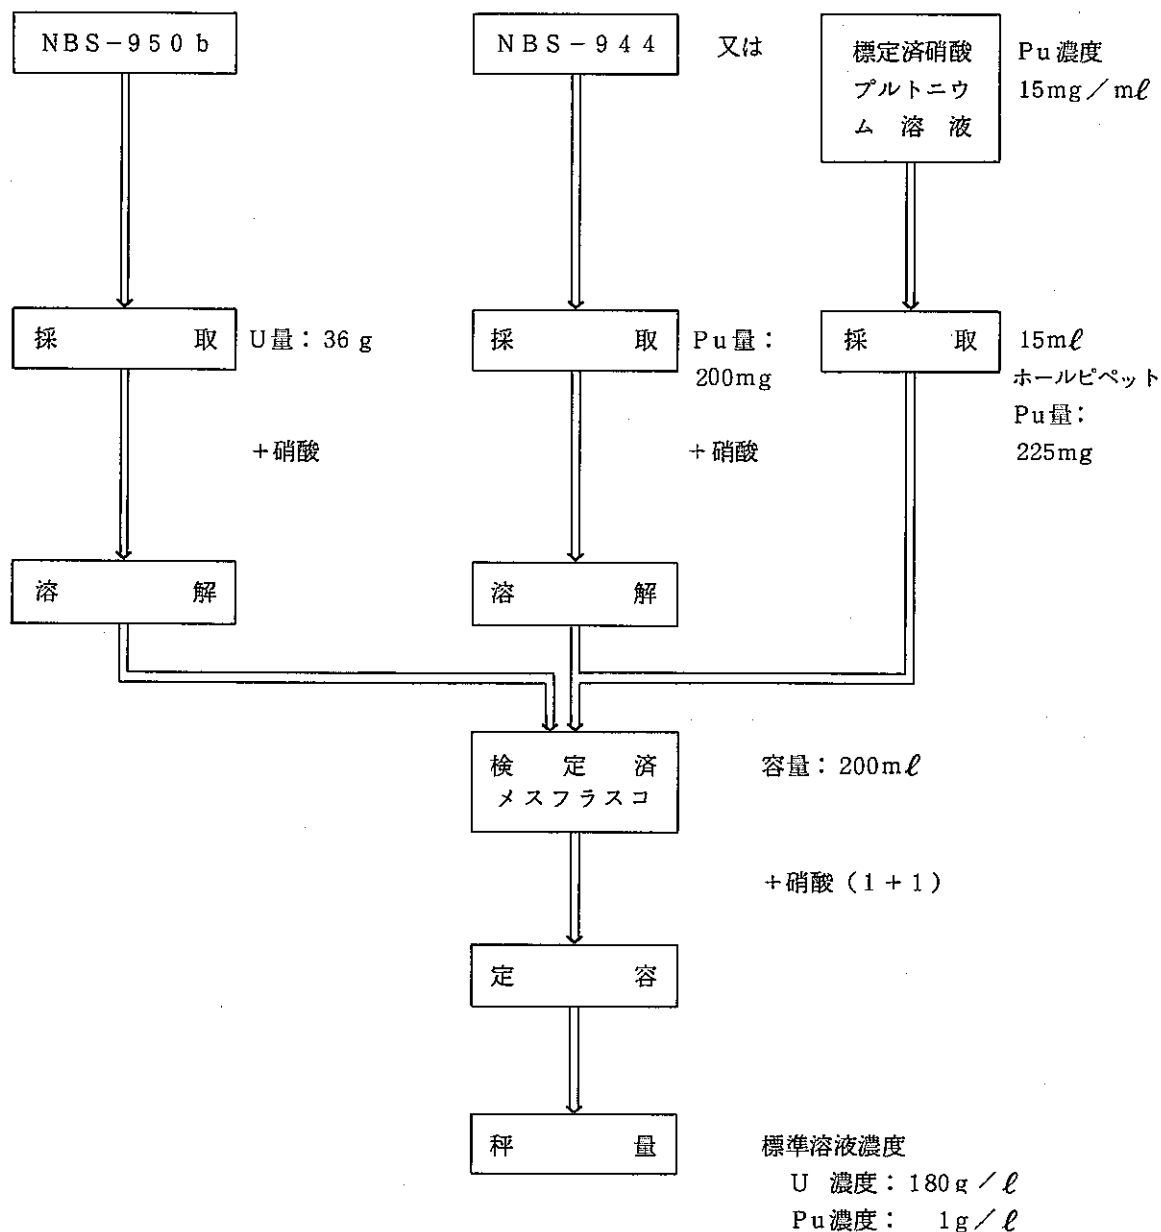 NBS-950b
NBS-944
又は
標定済硝酸
プルトニウ
ム溶液
Pu濃度
15mg/mℓ
採取
U量：36g
採取
Pu量：
200mg
採取
15mℓ
ホールピペット
Pu量：
225mg
+硝酸
+硝酸
溶解
溶解
検定済
メスフラスコ
容量：200mℓ
+硝酸（1+1）
定容
秤量
標準溶液濃度
U 濃度：180g/ℓ
Pu濃度： 1g/ℓ